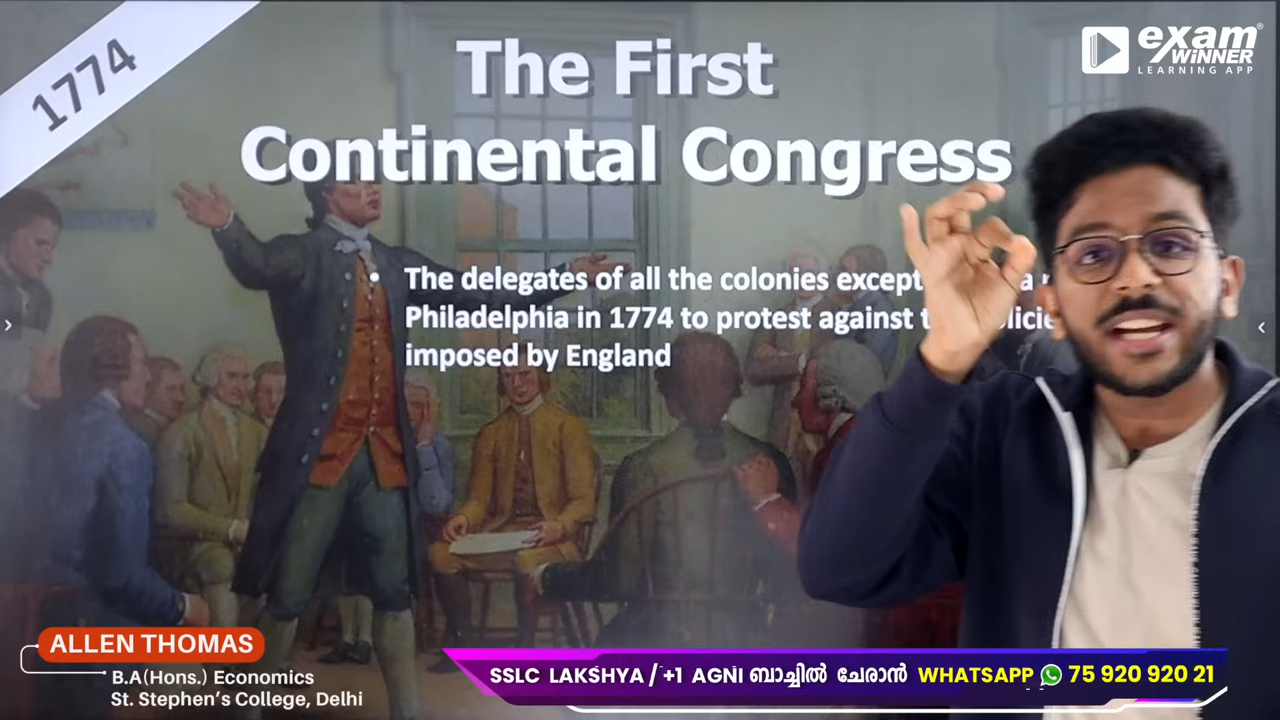 1774
The First
Continental Congress
exam
WINNER
LEARNING APP
• The delegates of all the colonies except
Philadelphia in 1774 to protest against
imposed by England
ALLEN THOMAS
B.A(Hons.) Economics
St. Stephen's College, Delhi
SSLC LAKSHYA / +1 AGNI ബാച്ചിൽ ചേരാൻ WHATSAPP 75 920 920 21